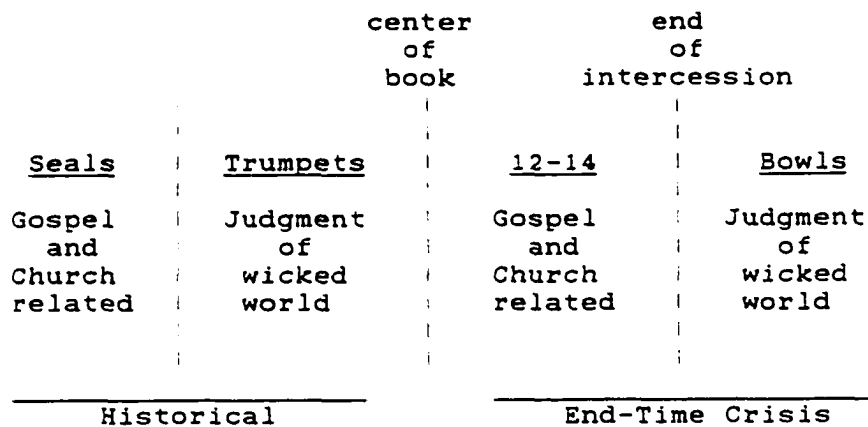 center end
of of
book intercession
Seals Trumpets 12-14 Bowls
Gospel Judgment Gospel Judgment
and of and of
Church wicked Church wicked
related world related world
Historical End-Time Crisis